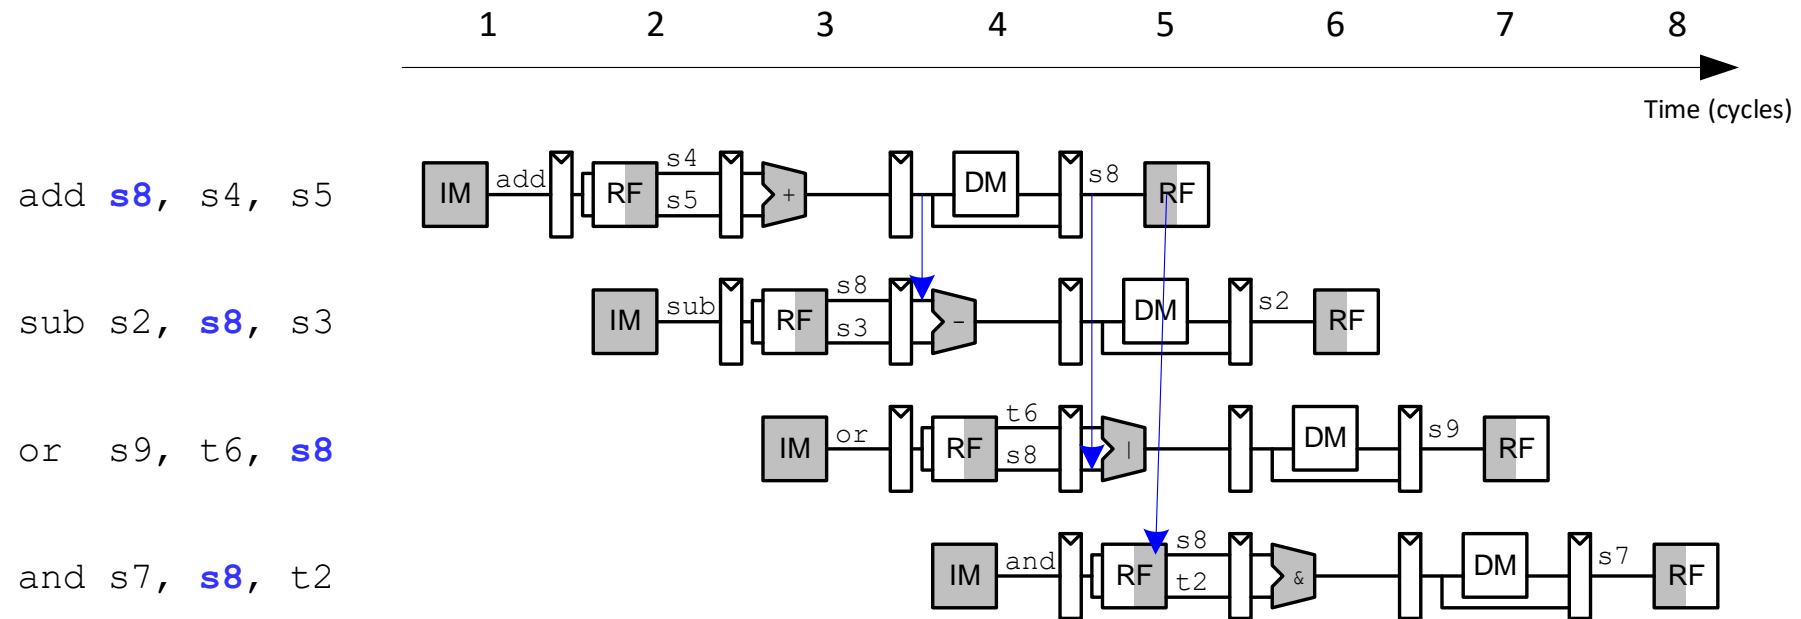 1 2 3 4 5 6 7 8
Time (cycles)
add s8, s4, s5
IM add RF s4 s5 + DM s8 RF
sub s2, s8, s3
IM sub RF s8 s3 - DM s2 RF
or s9, t6, s8
IM or RF t6 s8 | DM s9 RF
and s7, s8, t2
IM and RF s8 t2 & DM s7 RF